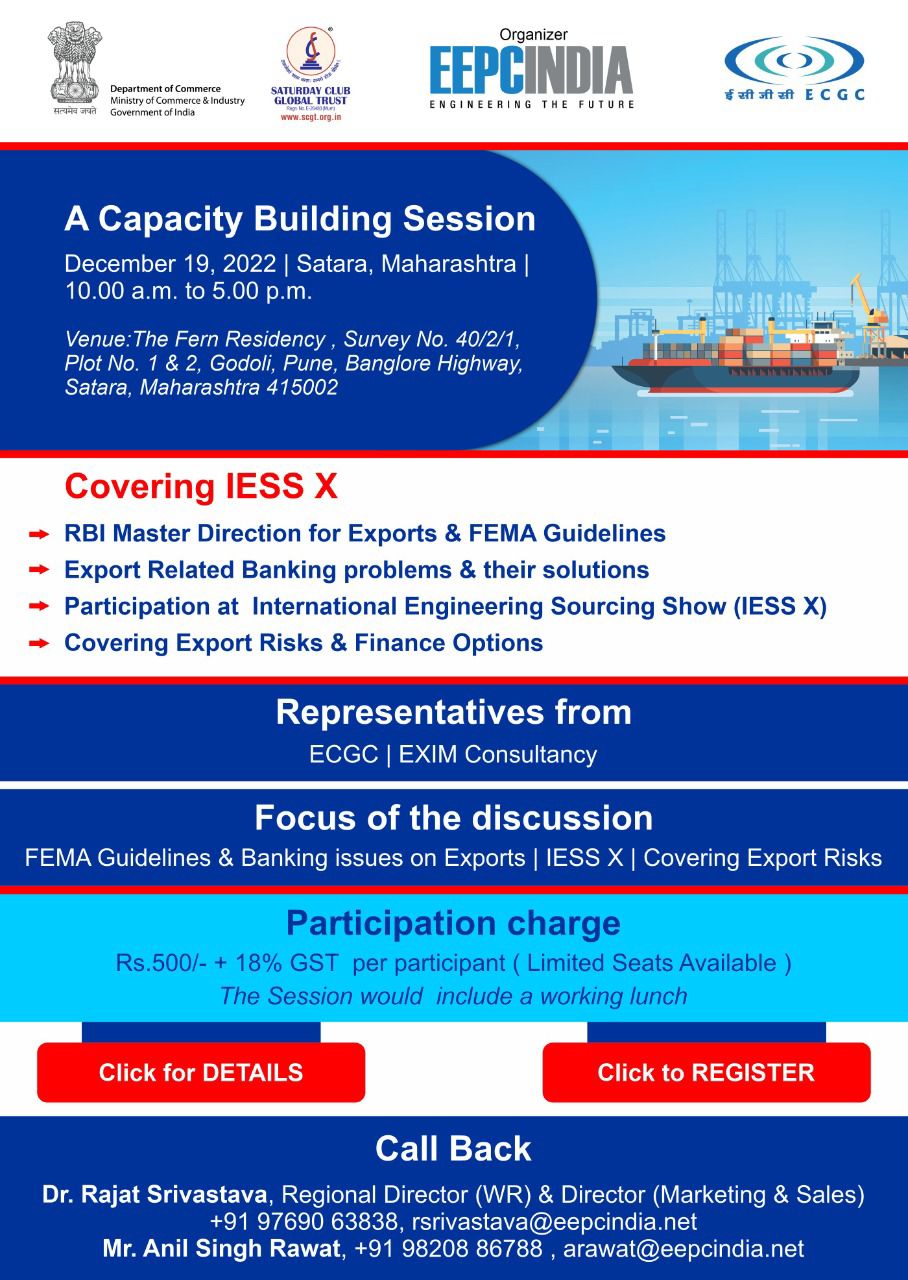 सत्यमेव जयते
Department of Commerce
Ministry of Commerce & Industry
Government of India
SATURDAY CLUB
GLOBAL TRUST
www.scgt.org.in
Organizer
EEPCINDIA
ENGINEERING THE FUTURE
ई सी जी सी ECGC
A Capacity Building Session
December 19, 2022 | Satara, Maharashtra |
10.00 a.m. to 5.00 p.m.
Venue:The Fern Residency , Survey No. 40/2/1,
Plot No. 1 & 2, Godoli, Pune, Banglore Highway,
Satara, Maharashtra 415002
Covering IESS X
RBI Master Direction for Exports & FEMA Guidelines
Export Related Banking problems & their solutions
Participation at International Engineering Sourcing Show (IESS X)
Covering Export Risks & Finance Options
Representatives from
ECGC | EXIM Consultancy
Focus of the discussion
FEMA Guidelines & Banking issues on Exports | IESS X | Covering Export Risks
Participation charge
Rs.500/- + 18% GST per participant ( Limited Seats Available )
The Session would include a working lunch
Click for DETAILS
Click to REGISTER
Call Back
Dr. Rajat Srivastava, Regional Director (WR) & Director (Marketing & Sales)
+91 97690 63838, rsrivastava@eepcindia.net
Mr. Anil Singh Rawat, +91 98208 86788 , arawat@eepcindia.net